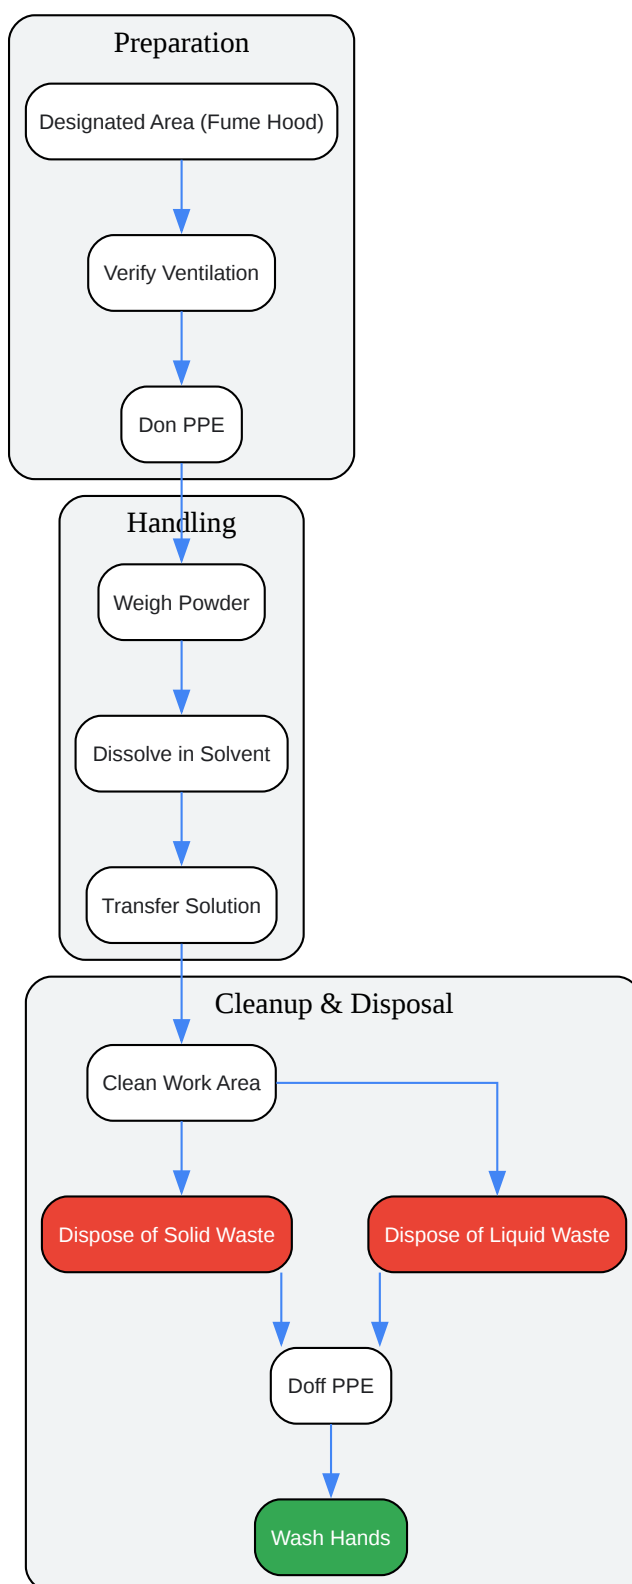 Preparation
Designated Area (Fume Hood)
Verify Ventilation
Don PPE
Handling
Weigh Powder
Dissolve in Solvent
Transfer Solution
Cleanup & Disposal
Clean Work Area
Dispose of Solid Waste
Dispose of Liquid Waste
Doff PPE
Wash Hands